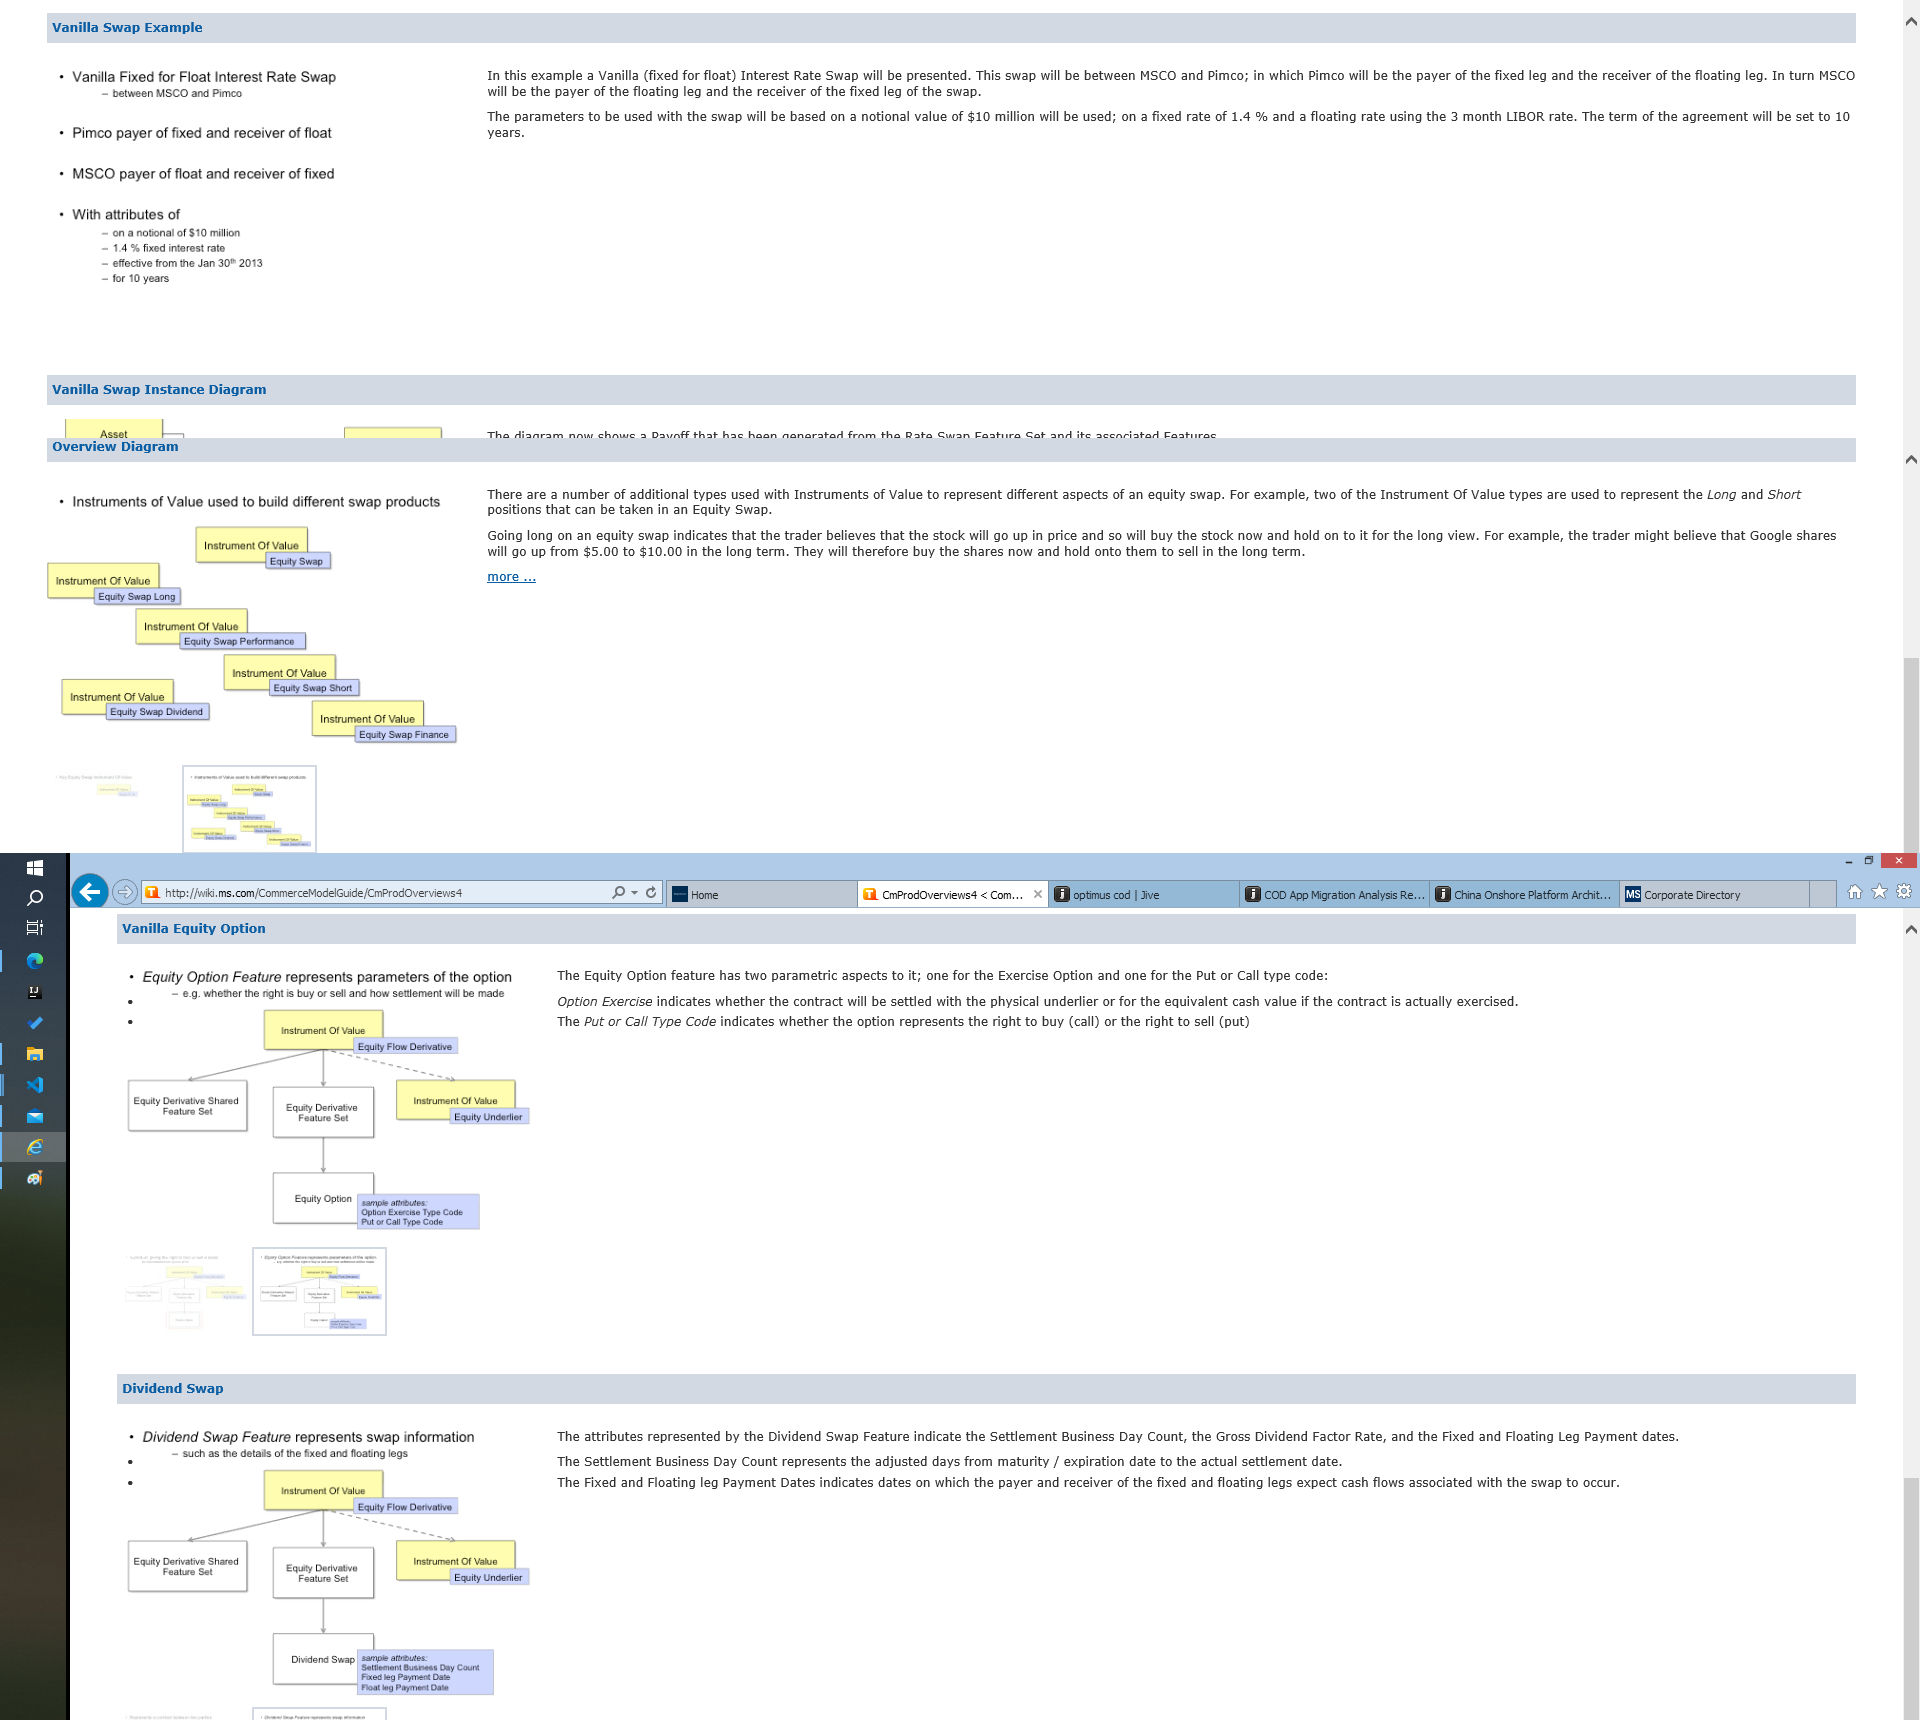 Vanilla Swap Example
• Vanilla Fixed for Float Interest Rate Swap
– between MSCO and Pimco
• Pimco payer of fixed and receiver of float
• MSCO payer of float and receiver of fixed
• With attributes of
– on a notional of $10 million
– 1.4 % fixed interest rate
– effective from the Jan 30th 2013
– for 10 years
In this example a Vanilla (fixed for float) Interest Rate Swap will be presented. This swap will be between MSCO and Pimco; in which Pimco will be the payer of the fixed leg and the receiver of the floating leg. In turn MSCO
will be the payer of the floating leg and the receiver of the fixed leg of the swap.
The parameters to be used with the swap will be based on a notional value of $10 million will be used; on a fixed rate of 1.4 % and a floating rate using the 3 month LIBOR rate. The term of the agreement will be set to 10
years.
Vanilla Swap Instance Diagram
Asset
The diagram now shows a Payoff that has been generated from the Rate Swap Feature Set and its associated Features
Overview Diagram
• Instruments of Value used to build different swap products
Instrument Of Value
Equity Swap
Instrument Of Value
Equity Swap Long
Instrument Of Value
Equity Swap Performance
Instrument Of Value
Equity Swap Short
Instrument Of Value
Equity Swap Dividend
Instrument Of Value
Equity Swap Finance
There are a number of additional types used with Instruments of Value to represent different aspects of an equity swap. For example, two of the Instrument Of Value types are used to represent the Long and Short
positions that can be taken in an Equity Swap.
Going long on an equity swap indicates that the trader believes that the stock will go up in price and so will buy the stock now and hold on to it for the long view. For example, the trader might believe that Google shares
will go up from $5.00 to $10.00 in the long term. They will therefore buy the shares now and hold onto them to sell in the long term.
more ...
• Instruments of Value used to build different swap products
http://wiki.ms.com/CommerceModelGuide/CmProdOverviews4
Home
CmProdOverviews4 < Com...
optimus cod | Jive
COD App Migration Analysis Re...
China Onshore Platform Archit...
MS Corporate Directory
Vanilla Equity Option
• Equity Option Feature represents parameters of the option
– e.g. whether the right is buy or sell and how settlement will be made
Instrument Of Value
Equity Flow Derivative
Equity Derivative Shared
Feature Set
Equity Derivative
Feature Set
Instrument Of Value
Equity Underlier
Equity Option
sample attributes:
Option Exercise Type Code
Put or Call Type Code
The Equity Option feature has two parametric aspects to it; one for the Exercise Option and one for the Put or Call type code:
Option Exercise indicates whether the contract will be settled with the physical underlier or for the equivalent cash value if the contract is actually exercised.
The Put or Call Type Code indicates whether the option represents the right to buy (call) or the right to sell (put)
• Equity Option Feature represents parameters of the option
Dividend Swap
• Dividend Swap Feature represents swap information
– such as the details of the fixed and floating legs
Instrument Of Value
Equity Flow Derivative
Equity Derivative Shared
Feature Set
Equity Derivative
Feature Set
Instrument Of Value
Equity Underlier
Dividend Swap
sample attributes:
Settlement Business Day Count
Fixed leg Payment Date
Float leg Payment Date
The attributes represented by the Dividend Swap Feature indicate the Settlement Business Day Count, the Gross Dividend Factor Rate, and the Fixed and Floating Leg Payment dates.
The Settlement Business Day Count represents the adjusted days from maturity / expiration date to the actual settlement date.
The Fixed and Floating leg Payment Dates indicates dates on which the payer and receiver of the fixed and floating legs expect cash flows associated with the swap to occur.
• Dividend Swap Feature represents swap information